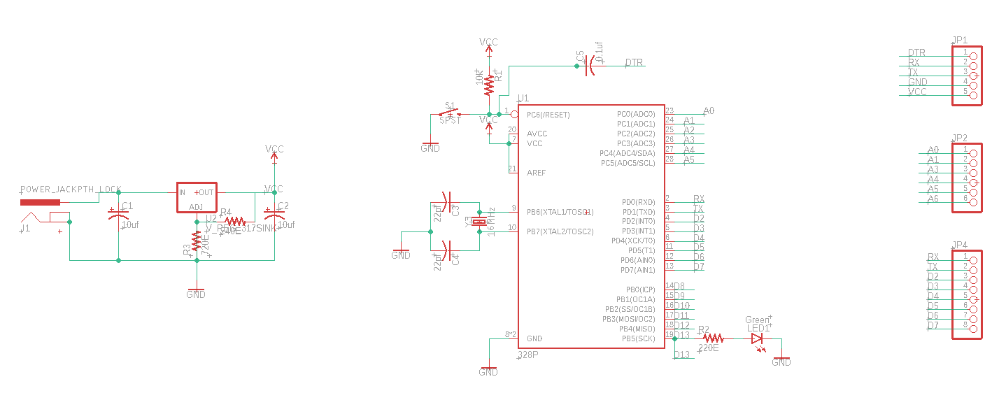 POWER_JACKPTH_LOCK
J1
C1
10uf
IN
OUT
ADJ
U2
V_REG_317SINK
R4
240E
R3
720E
GND
VCC
VCC
C2
10uf
VCC
10k
R1
C5
0.1uf
DTR
S1
SPST
GND
VCC
U1
1 PC6(/RESET)
20 AVCC
7 VCC
21 AREF
9 PB6(XTAL1/TOSC1)
10 PB7(XTAL2/TOSC2)
8*2 GND
GND
328P
22pf
C3
22pf
C4
Y3
16MHz
GND
PC0(ADC0) 23 A0
PC1(ADC1) 24 A1
PC2(ADC2) 25 A2
PC3(ADC3) 26 A3
PC4(ADC4/SDA) 27 A4
PC5(ADC5/SCL) 28 A5
PD0(RXD) 2 RX
PD1(TXD) 3 TX
PD2(INT0) 4 D2
PD3(INT1) 5 D3
PD4(XCK/T0) 6 D4
PD5(T1) 11 D5
PD6(AIN0) 12 D6
PD7(AIN1) 13 D7
PB0(ICP) 14 D8
PB1(OC1A) 15 D9
PB2(SS/OC1B) 16 D10
PB3(MOSI/OC2) 17 D11
PB4(MISO) 18 D12
PB5(SCK) 19 D13
D13
R2
220E
Green
LED1
GND
JP1
DTR 1
RX 2
TX 3
GND 4
VCC 5
JP2
A0 1
A1 2
A3 3
A4 4
A5 5
A6 6
JP4
RX 1
TX 2
D2 3
D3 4
D4 5
D5 6
D6 7
D7 8